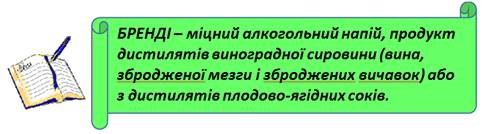 БРЕНДІ – міцний алкогольний напій, продукт
дистилятів виноградної сировини (вина,
збродженої мезги і зброджених вичавок) або
з дистилятів плодово-ягідних соків.